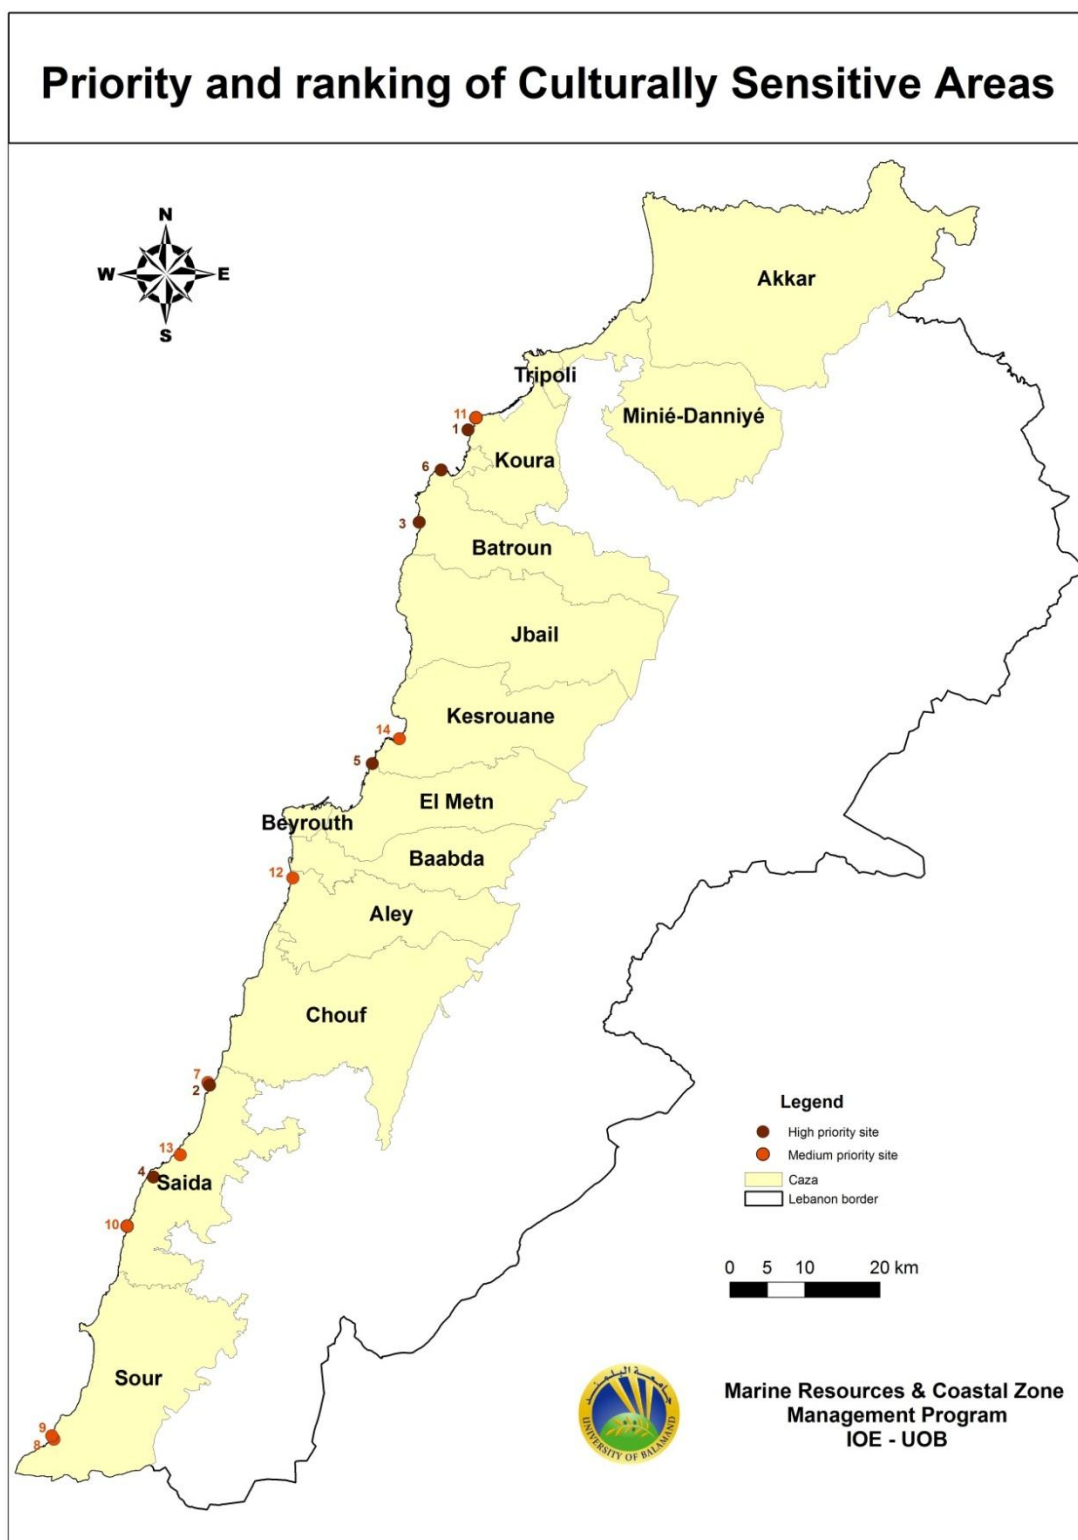 Priority and ranking of Culturally Sensitive Areas
N
W
E
S
Akkar
Tripoli
Minié-Danniyé
11
1
Koura
6
3
Batroun
Jbail
Kesrouane
14
5
El Metn
Beyrouth
Baabda
12
Aley
Chouf
7
2
13
4
Saida
10
Sour
9
8
Legend
High priority site
Medium priority site
Caza
Lebanon border
0 5 10 20 km
جامعة البلمند
UNIVERSITY OF BALAMAND
Marine Resources & Coastal Zone
Management Program
IOE - UOB